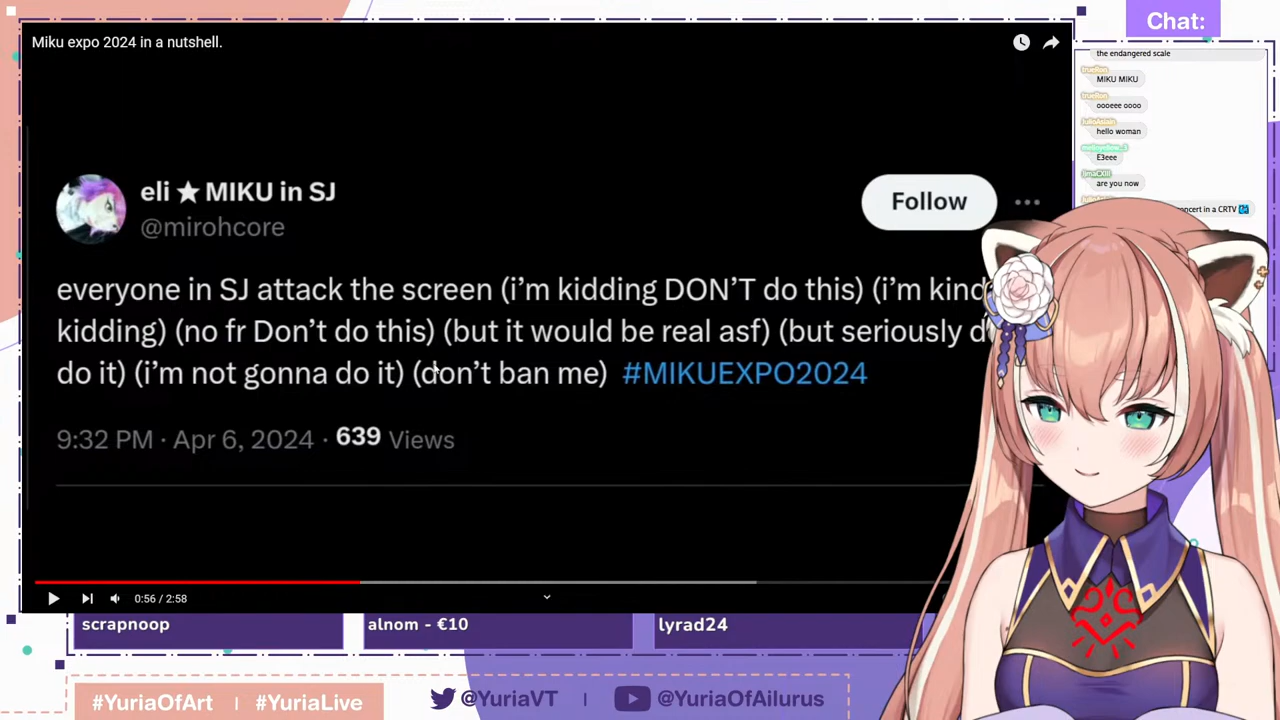 Chat:
Miku expo 2024 in a nutshell.
the endangered scale
MIKU MIKU
ooooee oooo
hello woman
E3eee
are you now
concert in a CRTV
eli ★ MIKU in SJ
@mirohcore
Follow
everyone in SJ attack the screen (i'm kidding DON'T do this) (i'm kind
kidding) (no fr Don't do this) (but it would be real asf) (but seriously d
do it) (i'm not gonna do it) (don't ban me) #MIKUEXPO2024
9:32 PM · Apr 6, 2024 · 639 Views
0:56 / 2:58
scrapnoop
alnom - €10
lyrad24
#YuriaOfArt | #YuriaLive
@YuriaVT | @YuriaOfAilurus